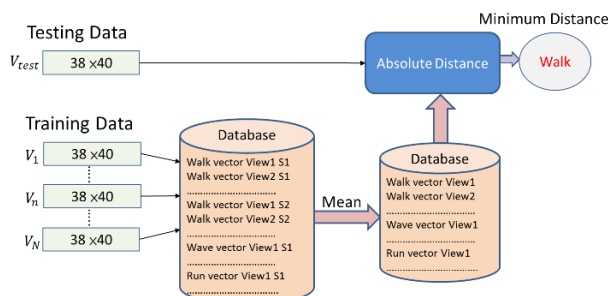 Testing Data
Minimum Distance
V_test 38 ×40
Absolute Distance
Walk
Training Data
V_1 38 ×40
V_n 38 ×40
V_N 38 ×40
Database
Walk vector View1 S1
Walk vector View2 S1
..............................
Walk vector View1 S2
Walk vector View2 S2
..............................
Wave vector View1 S1
..............................
Run vector View1 S1
..............................
Mean
Database
Walk vector View1
Walk vector View2
..............................
Wave vector View1
..............................
Run vector View1
..............................